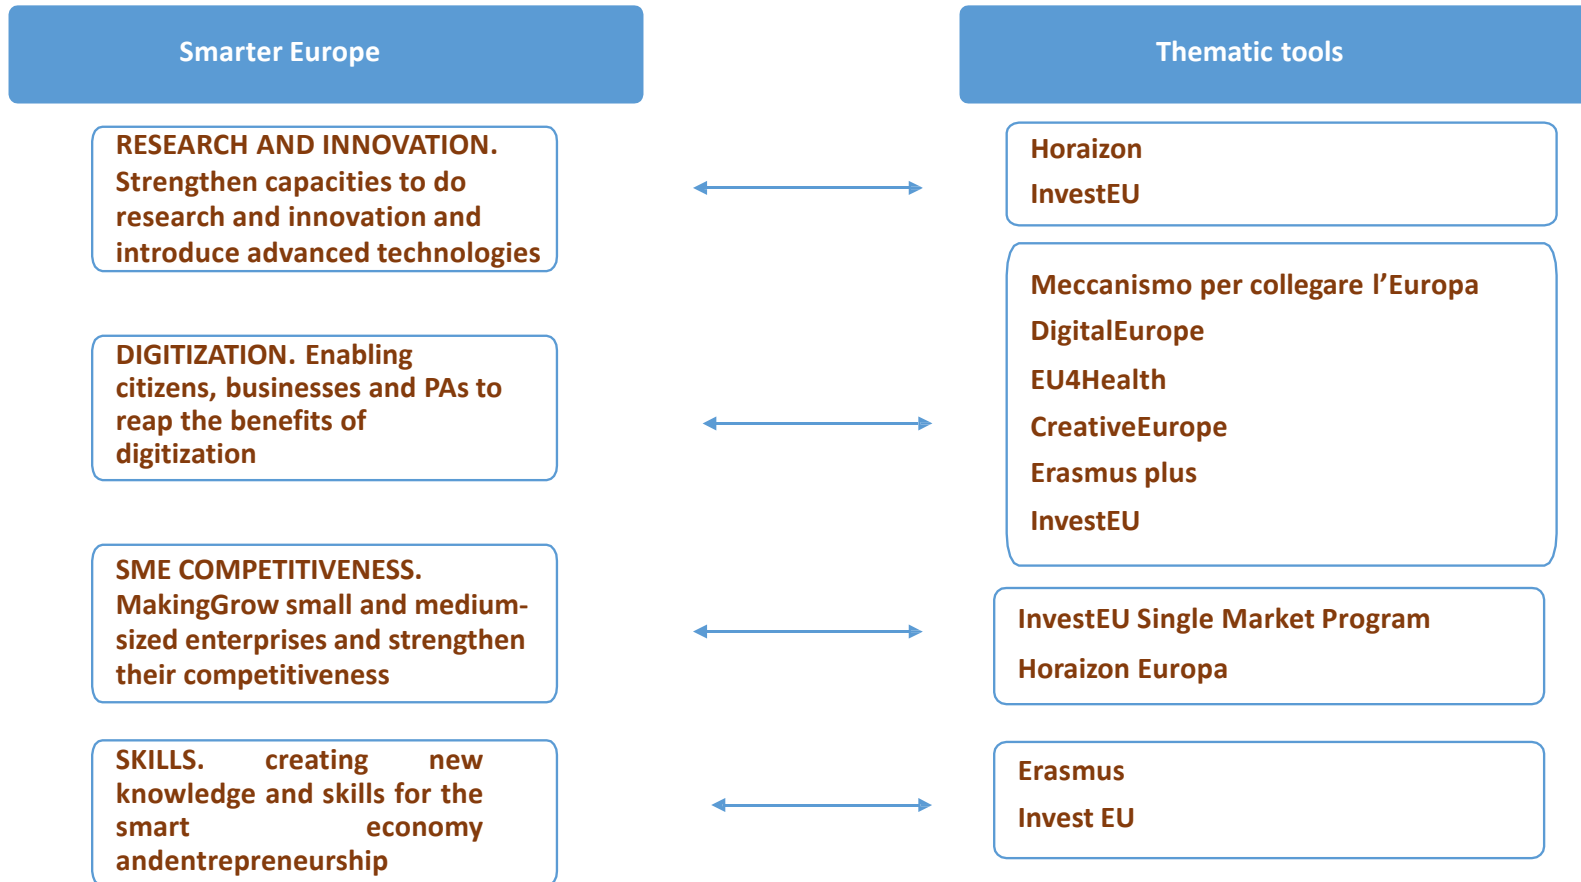 Smarter Europe
Thematic tools
RESEARCH AND INNOVATION.
Strengthen capacities to do
research and innovation and
introduce advanced technologies
Horaizon
InvestEU
DIGITIZATION. Enabling
citizens, businesses and PAs to
reap the benefits of
digitization
Meccanismo per collegare l’Europa
DigitalEurope
EU4Health
CreativeEurope
Erasmus plus
InvestEU
SME COMPETITIVENESS.
MakingGrow small and medium-
sized enterprises and strengthen
their competitiveness
InvestEU Single Market Program
Horaizon Europa
SKILLS. creating new
knowledge and skills for the
smart economy
andentrepreneurship
Erasmus
Invest EU